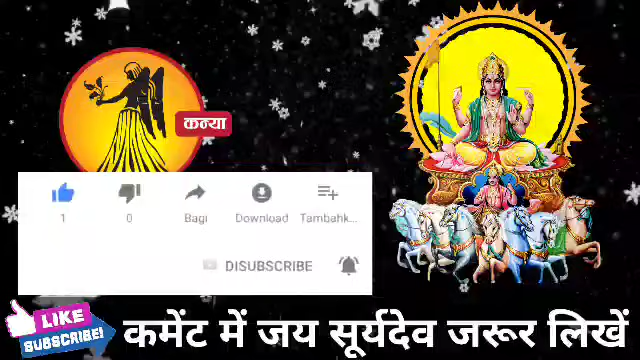 कन्या
1 0 Bagi Download Tambahk...
DISUBSCRIBE
LIKE
SUBSCRIBE!
कमेंट में जय सूर्यदेव जरूर लिखें